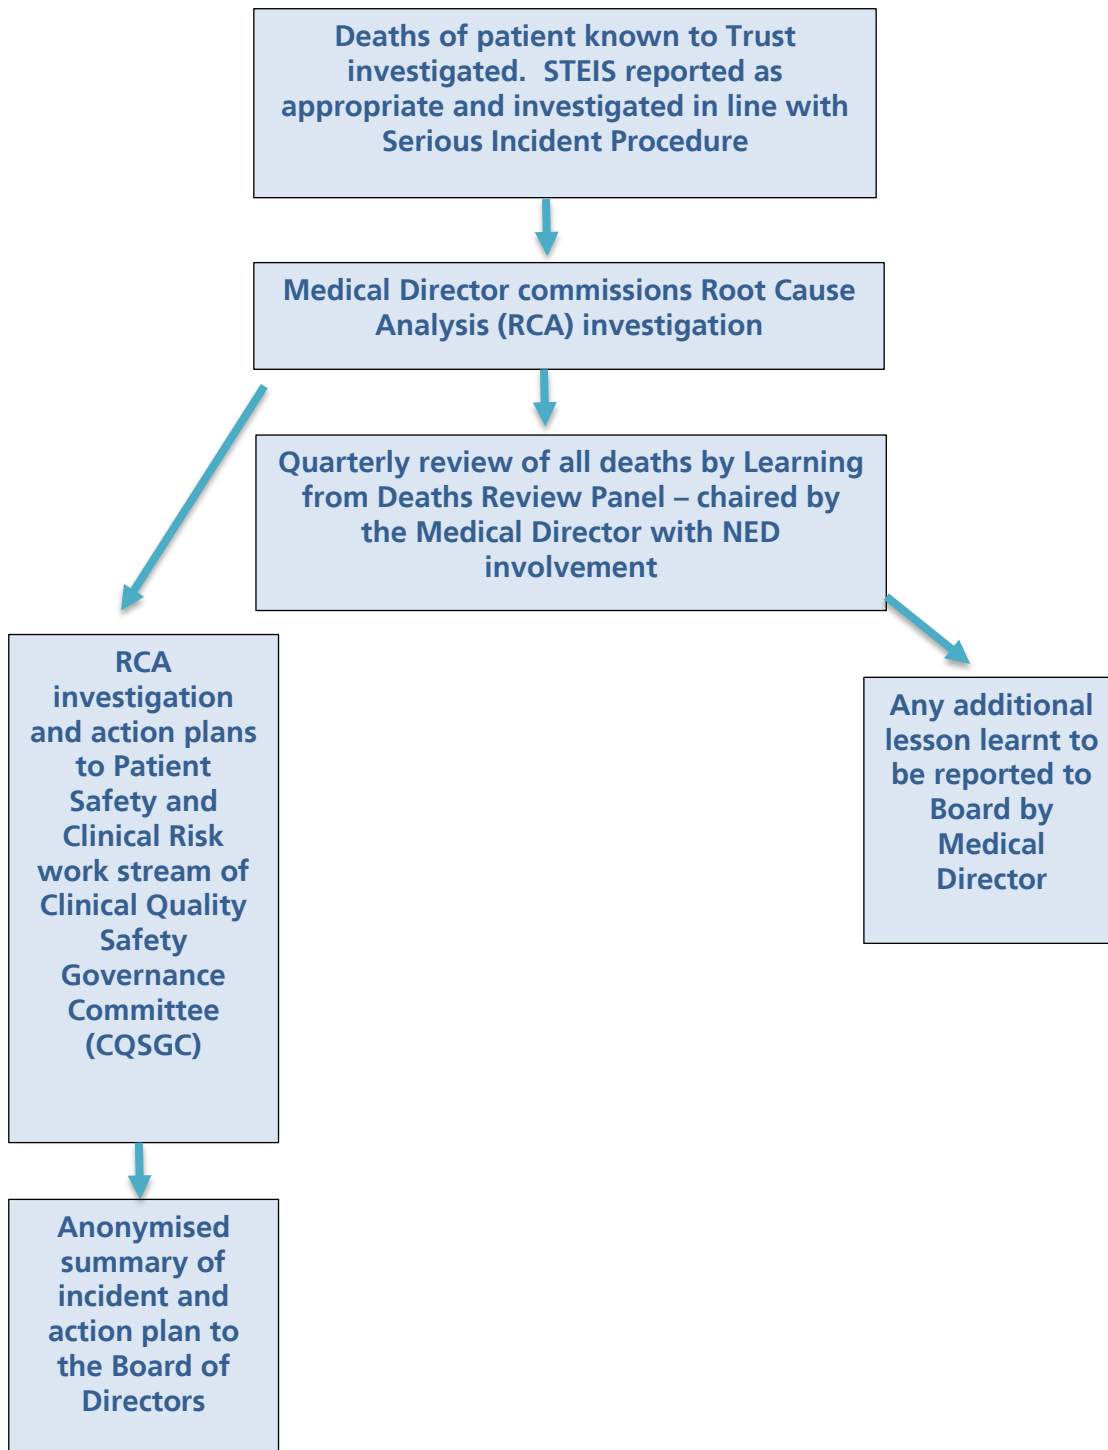 Deaths of patient known to Trust
investigated.  STEIS reported as
appropriate and investigated in line with
Serious Incident Procedure
Medical Director commissions Root Cause
Analysis (RCA) investigation
Quarterly review of all deaths by Learning
from Deaths Review Panel – chaired by
the Medical Director with NED
involvement
RCA
investigation
and action plans
to Patient
Safety and
Clinical Risk
work stream of
Clinical Quality
Safety
Governance
Committee
(CQSGC)
Any additional
lesson learnt to
be reported to
Board by
Medical
Director
Anonymised
summary of
incident and
action plan to
the Board of
Directors